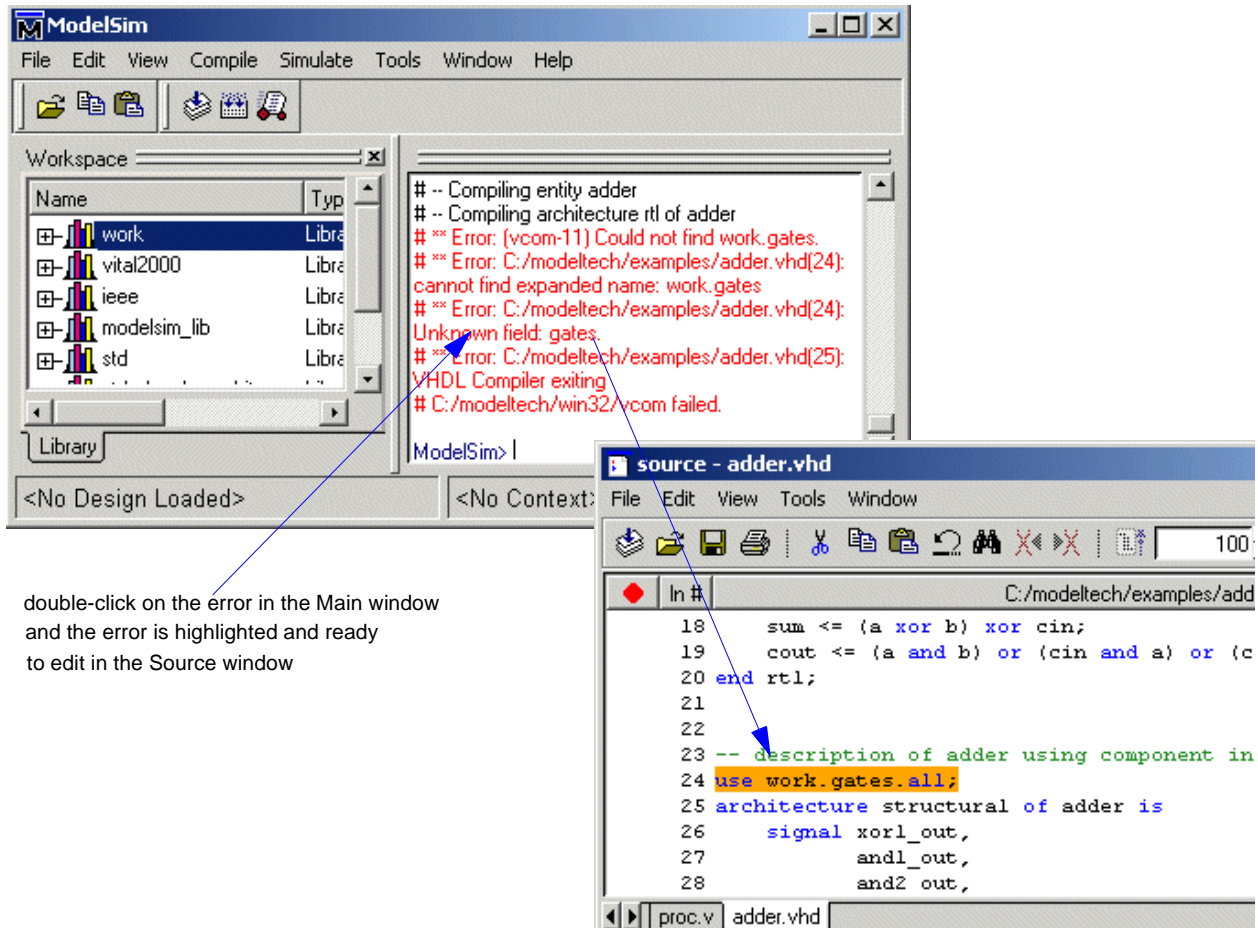 ModelSim
File Edit View Compile Simulate Tools Window Help
Workspace
Name Typ
work Libra
vital2000 Libra
ieee Libra
modelsim_lib Libra
std Libra
Library
# -- Compiling entity adder
# -- Compiling architecture rtl of adder
# ** Error: (vcom-11) Could not find work.gates.
# ** Error: C:/modeltech/examples/adder.vhd(24):
cannot find expanded name: work.gates
# ** Error: C:/modeltech/examples/adder.vhd(24):
Unknown field: gates.
# ** Error: C:/modeltech/examples/adder.vhd(25):
VHDL Compiler exiting
# C:/modeltech/win32/vcom failed.
ModelSim>
<No Design Loaded>
<No Context>
double-click on the error in the Main window
and the error is highlighted and ready
to edit in the Source window
source - adder.vhd
File Edit View Tools Window
100
ln # C:/modeltech/examples/add
18 sum <= (a xor b) xor cin;
19 cout <= (a and b) or (cin and a) or (c
20 end rtl;
21
22
23 -- description of adder using component in
24 use work.gates.all;
25 architecture structural of adder is
26 signal xor1_out,
27 and1_out,
28 and2_out,
proc.v adder.vhd